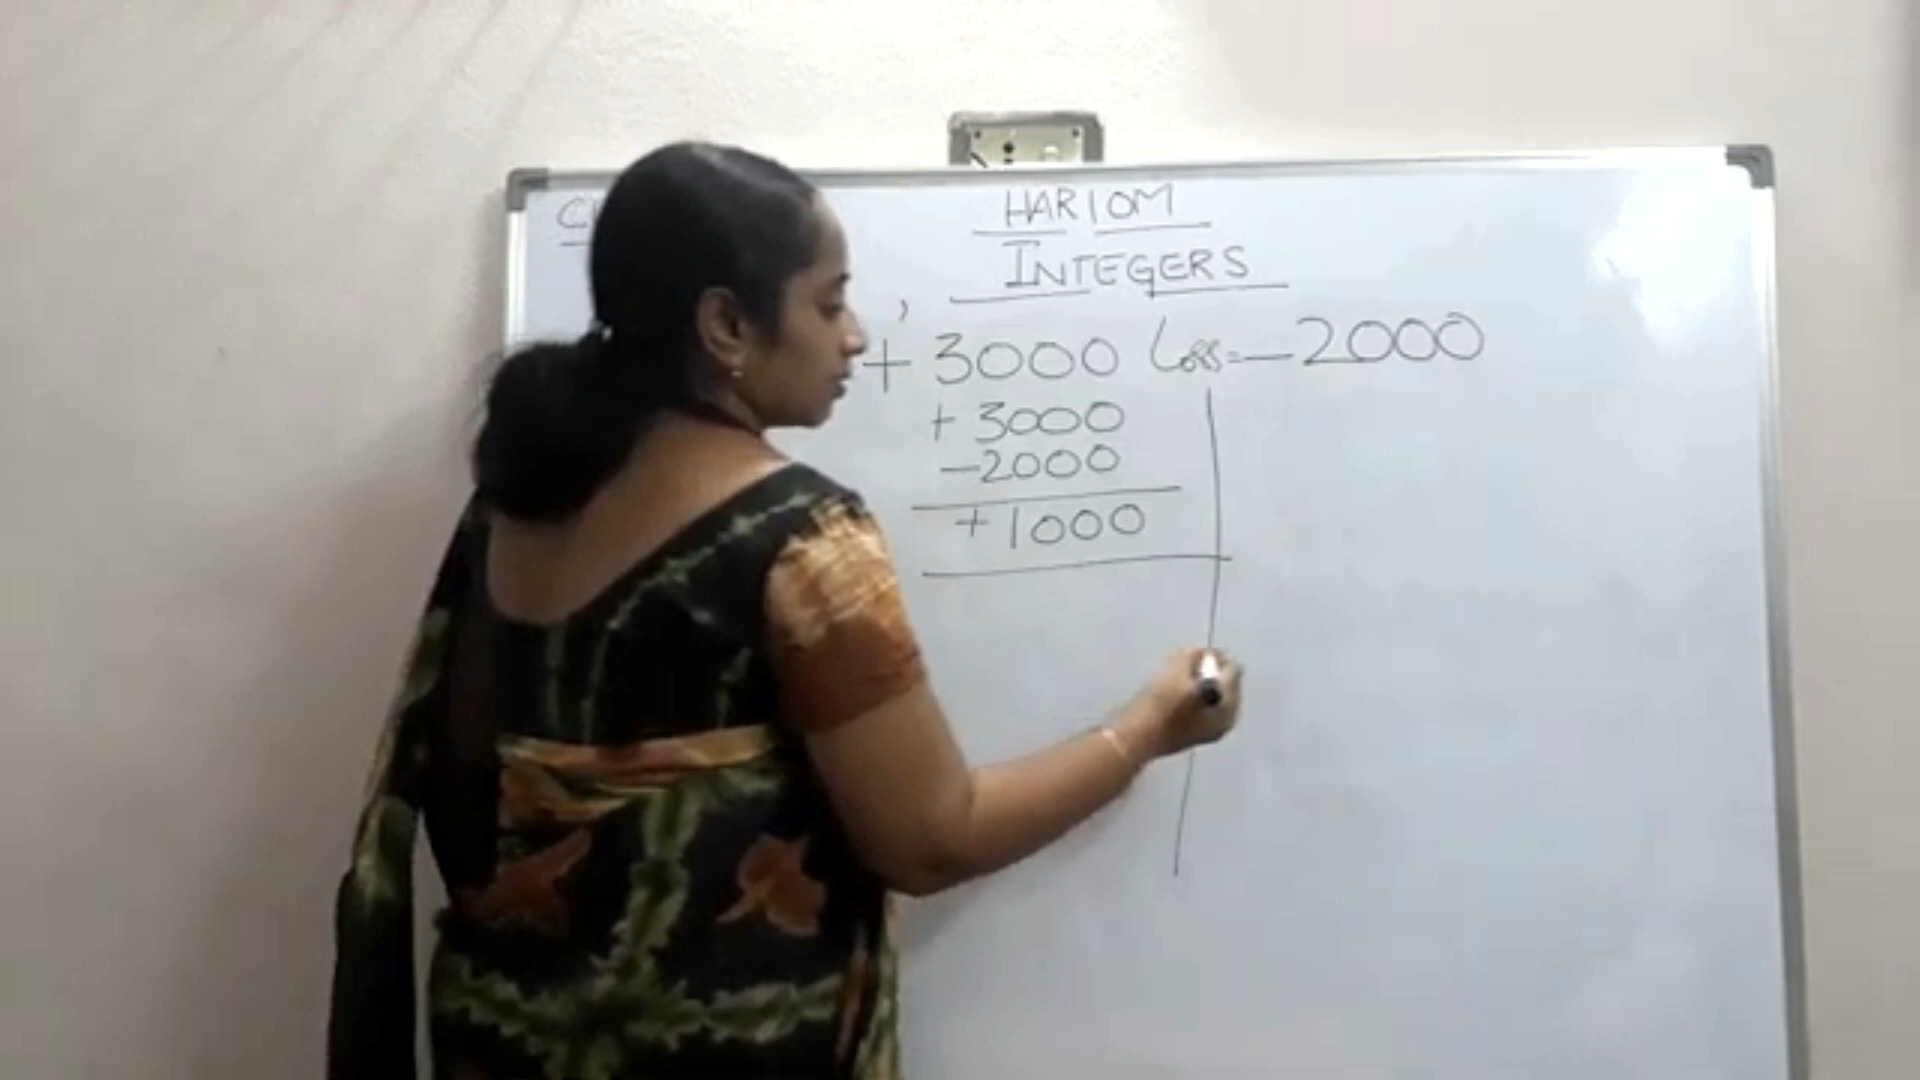 HARIOM
INTEGERS
+ 3000 Loss = -2000
+ 3000
-2000
+1000